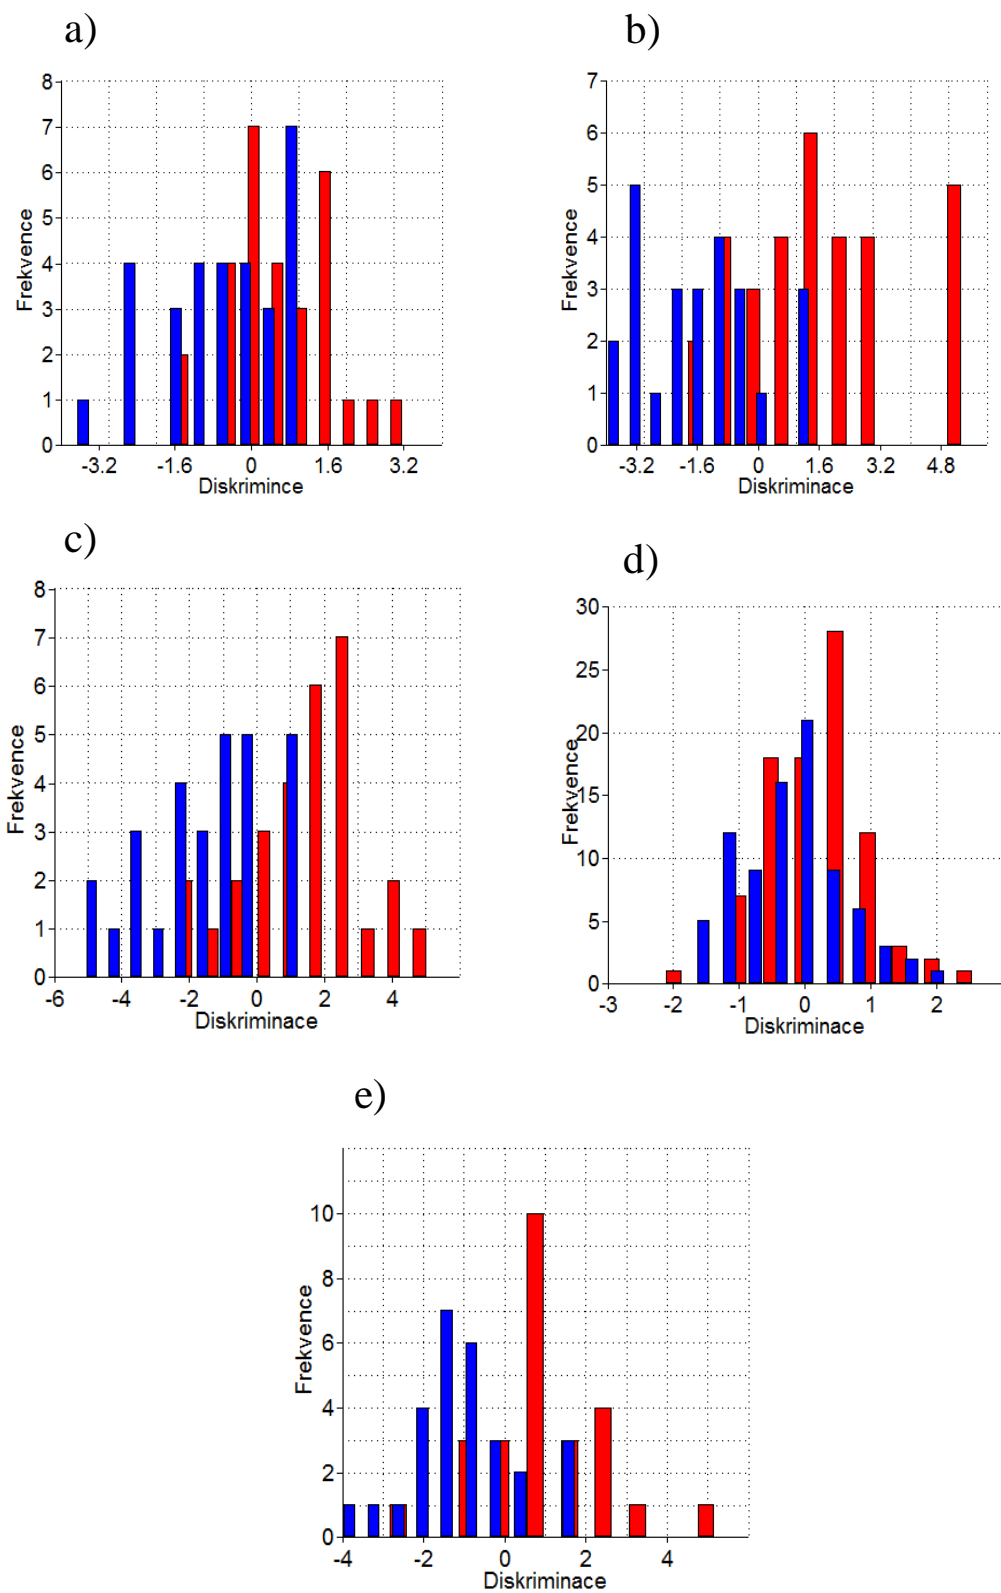 a)
8
7
6
5
4
3
2
1
0
Frekvence
-3.2 -1.6 0 1.6 3.2
Diskrimince
b)
7
6
5
4
3
2
1
0
Frekvence
-3.2 -1.6 0 1.6 3.2 4.8
Diskriminace
c)
8
7
6
5
4
3
2
1
0
Frekvence
-6 -4 -2 0 2 4
Diskriminace
d)
30
25
20
15
10
5
0
Frekvence
-3 -2 -1 0 1 2
Diskriminace
e)
10
8
6
4
2
0
Frekvence
-4 -2 0 2 4
Diskriminace